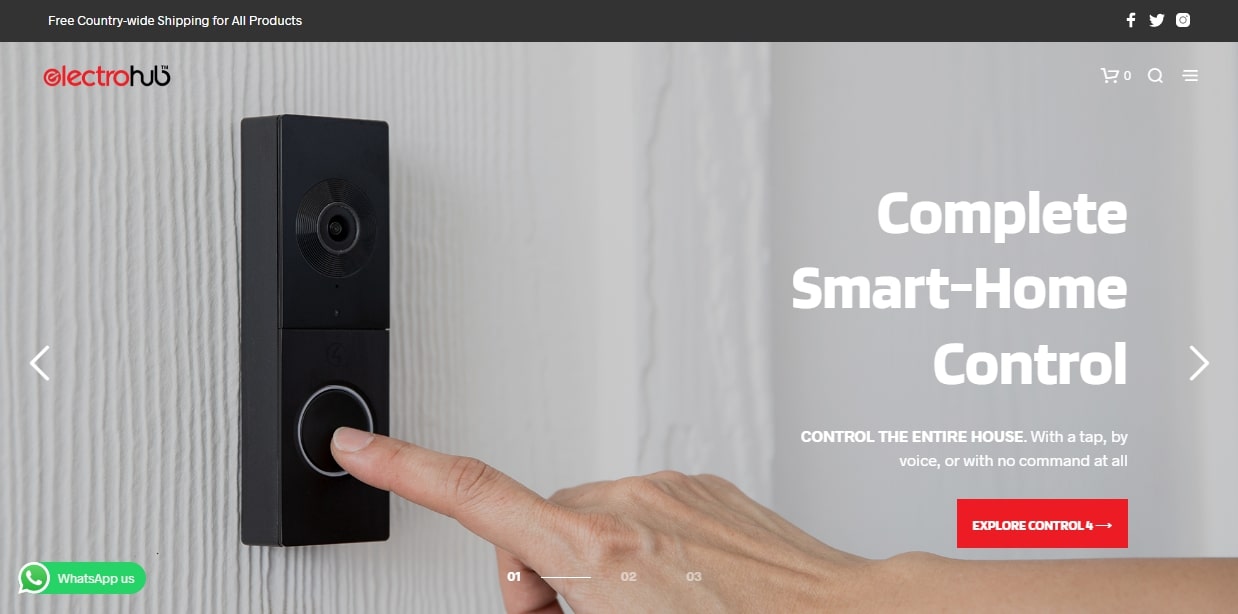 Free Country-wide Shipping for All Products
electrohub™
0
Complete
Smart-Home
Control
CONTROL THE ENTIRE HOUSE. With a tap, by
voice, or with no command at all
EXPLORE CONTROL 4 ⟶
WhatsApp us
01
02
03